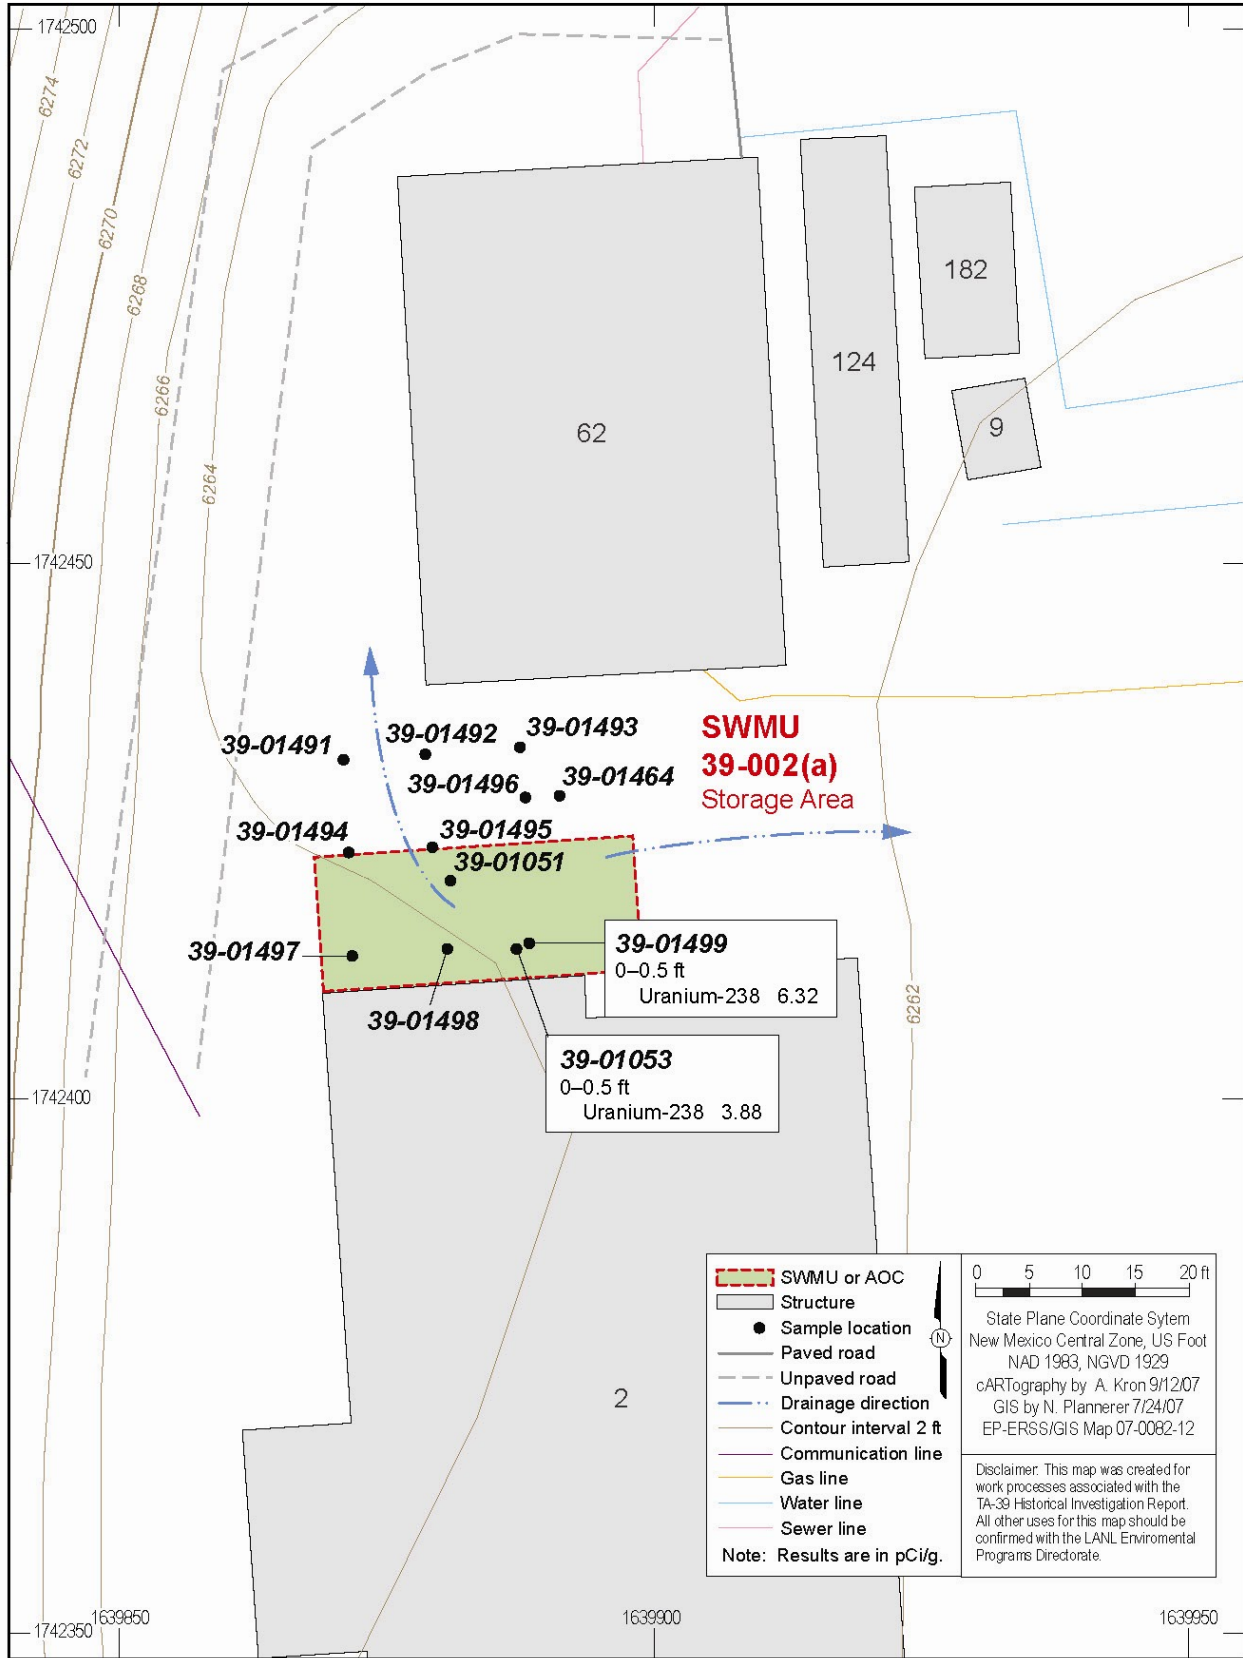 1742500
6274
6272
6270
6268
6266
6264
182
124
9
62
1742450
SWMU
39-002(a)
Storage Area
39-01491
39-01492
39-01493
39-01496
39-01464
39-01494
39-01495
39-01051
39-01497
39-01498
39-01499
0–0.5 ft
Uranium-238 6.32
39-01053
0–0.5 ft
Uranium-238 3.88
6262
1742400
2
SWMU or AOC
Structure
Sample location
Paved road
Unpaved road
Drainage direction
Contour interval 2 ft
Communication line
Gas line
Water line
Sewer line
Note: Results are in pCi/g.
N
0 5 10 15 20 ft
State Plane Coordinate Sytem
New Mexico Central Zone, US Foot
NAD 1983, NGVD 1929
cARTography by A. Kron 9/12/07
GIS by N. Plannerer 7/24/07
EP-ERSS/GIS Map 07-0082-12
Disclaimer: This map was created for
work processes associated with the
TA-39 Historical Investigation Report.
All other uses for this map should be
confirmed with the LANL Enviromental
Programs Directorate.
1742350
1639850
1639900
1639950